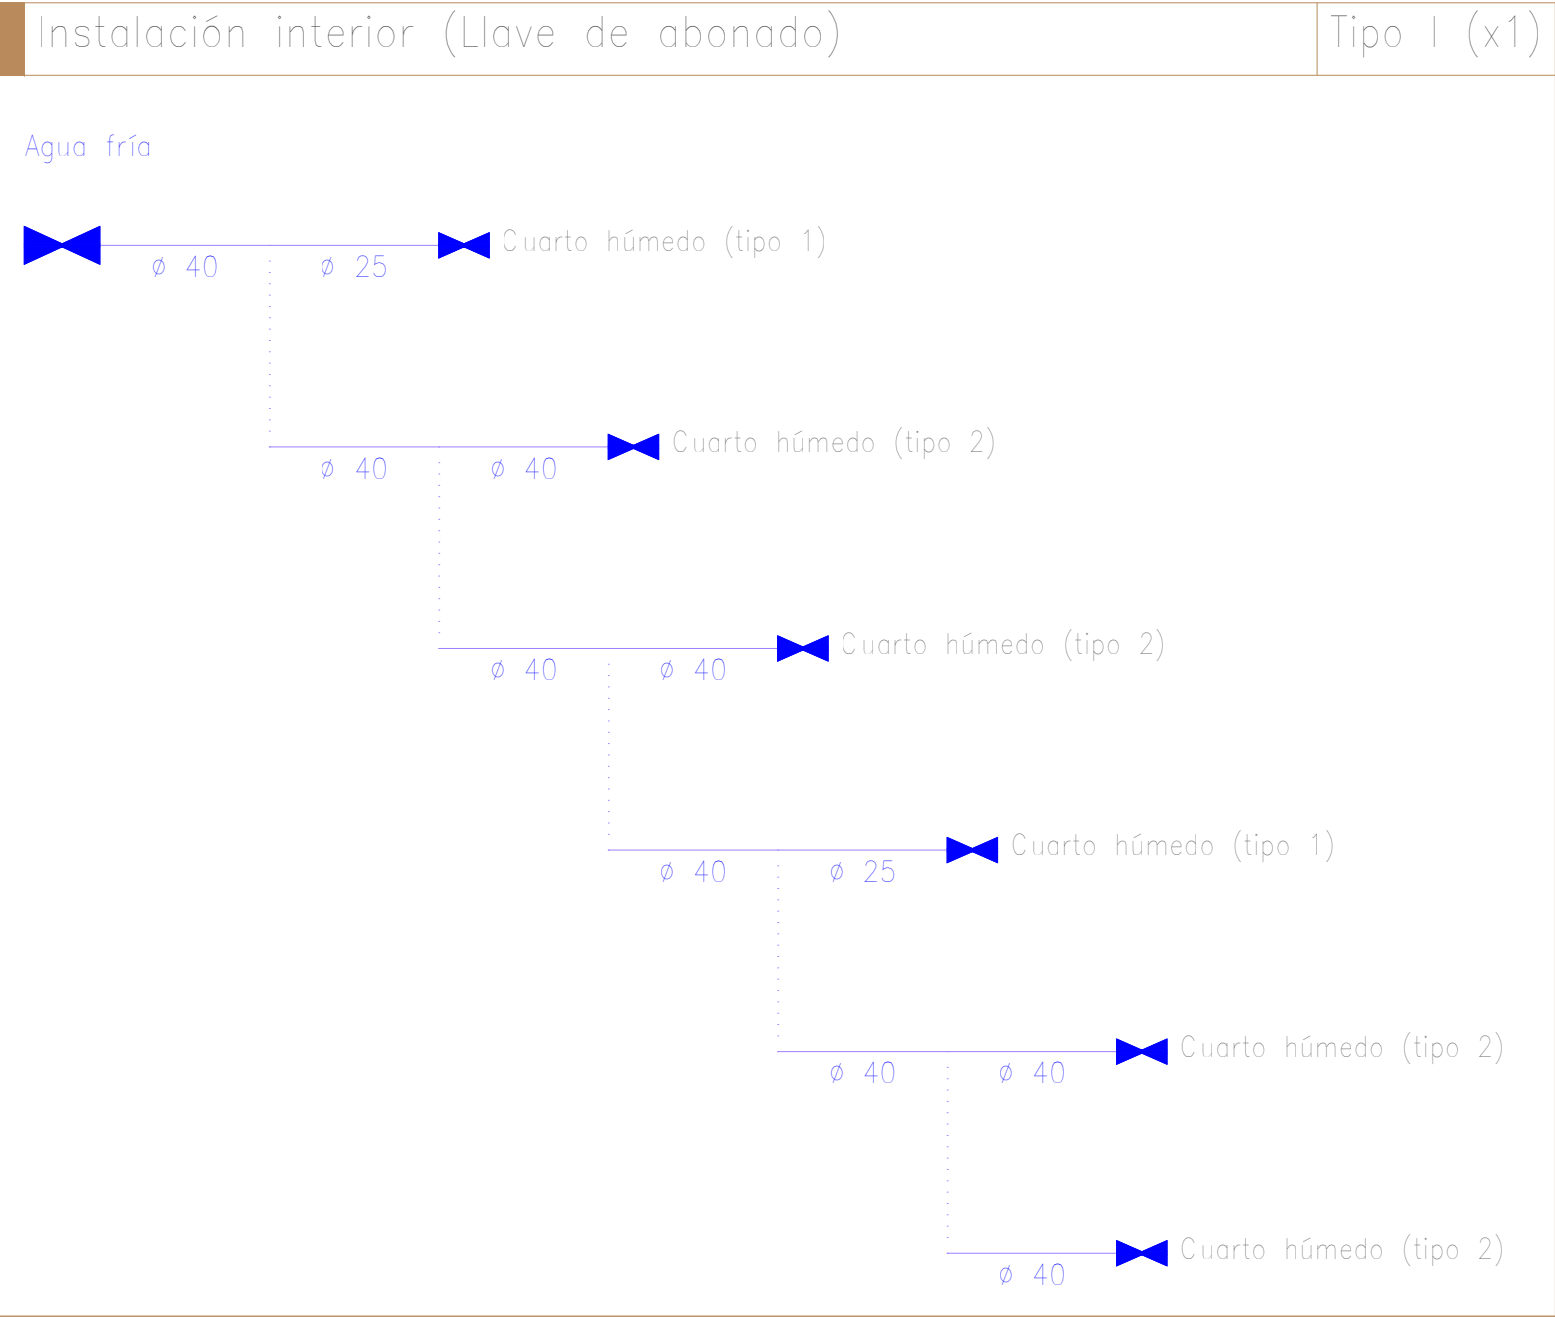 Instalación interior (Llave de abonado) Tipo I (x1)
Agua fría
Cuarto húmedo (tipo 1)
ø 40 ø 25
Cuarto húmedo (tipo 2)
ø 40 ø 40
Cuarto húmedo (tipo 2)
ø 40 ø 40
Cuarto húmedo (tipo 1)
ø 40 ø 25
Cuarto húmedo (tipo 2)
ø 40 ø 40
Cuarto húmedo (tipo 2)
ø 40